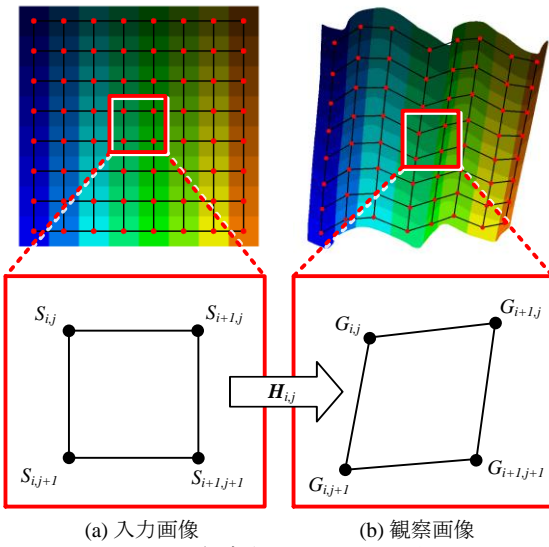 S_{i,j} S_{i+1,j}
S_{i,j+1} S_{i+1,j+1}
H_{i,j}
G_{i,j} G_{i+1,j}
G_{i,j+1} G_{i+1,j+1}
(a) 入力画像
(b) 観察画像